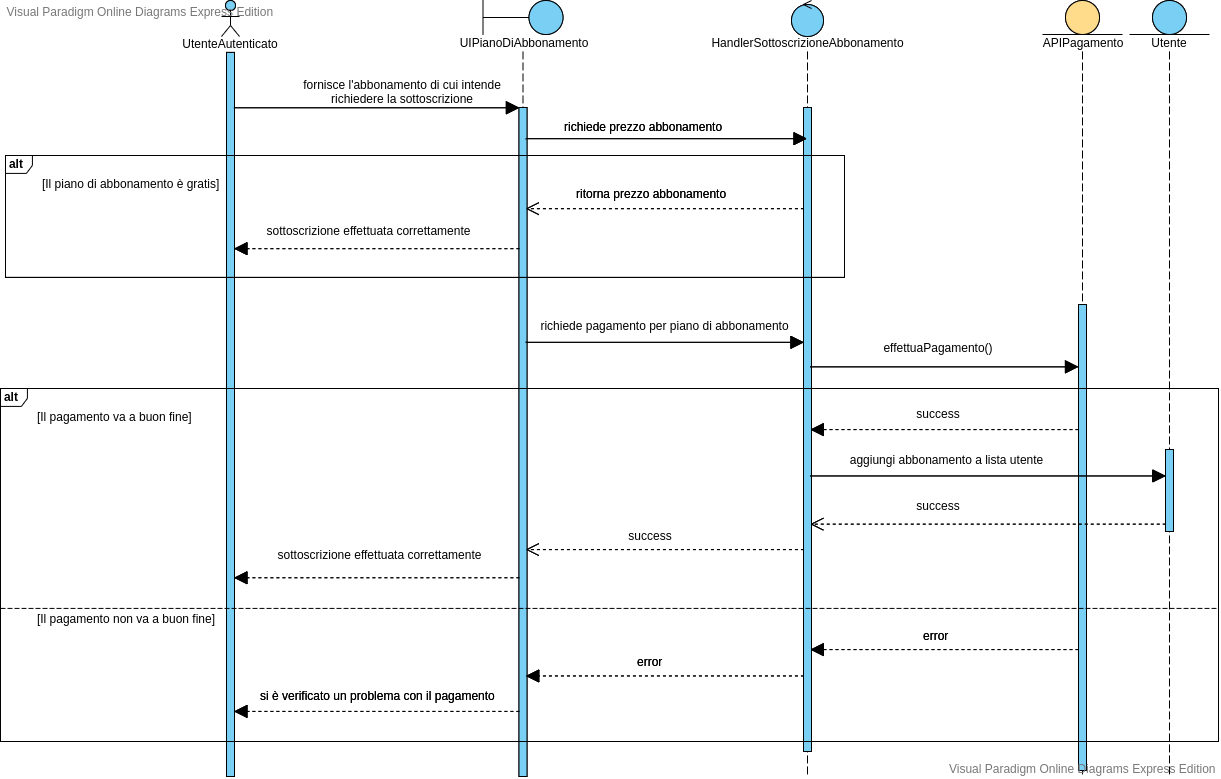 Visual Paradigm Online Diagrams Express Edition
UtenteAutenticato
UIPianoDiAbbonamento
HandlerSottoscrizioneAbbonamento
APIPagamento
Utente
fornisce l'abbonamento di cui intende
richiedere la sottoscrizione
richiede prezzo abbonamento
alt
[Il piano di abbonamento è gratis]
ritorna prezzo abbonamento
sottoscrizione effettuata correttamente
richiede pagamento per piano di abbonamento
effettuaPagamento()
alt
[Il pagamento va a buon fine]
success
aggiungi abbonamento a lista utente
success
success
sottoscrizione effettuata correttamente
[Il pagamento non va a buon fine]
error
error
si è verificato un problema con il pagamento
Visual Paradigm Online Diagrams Express Edition